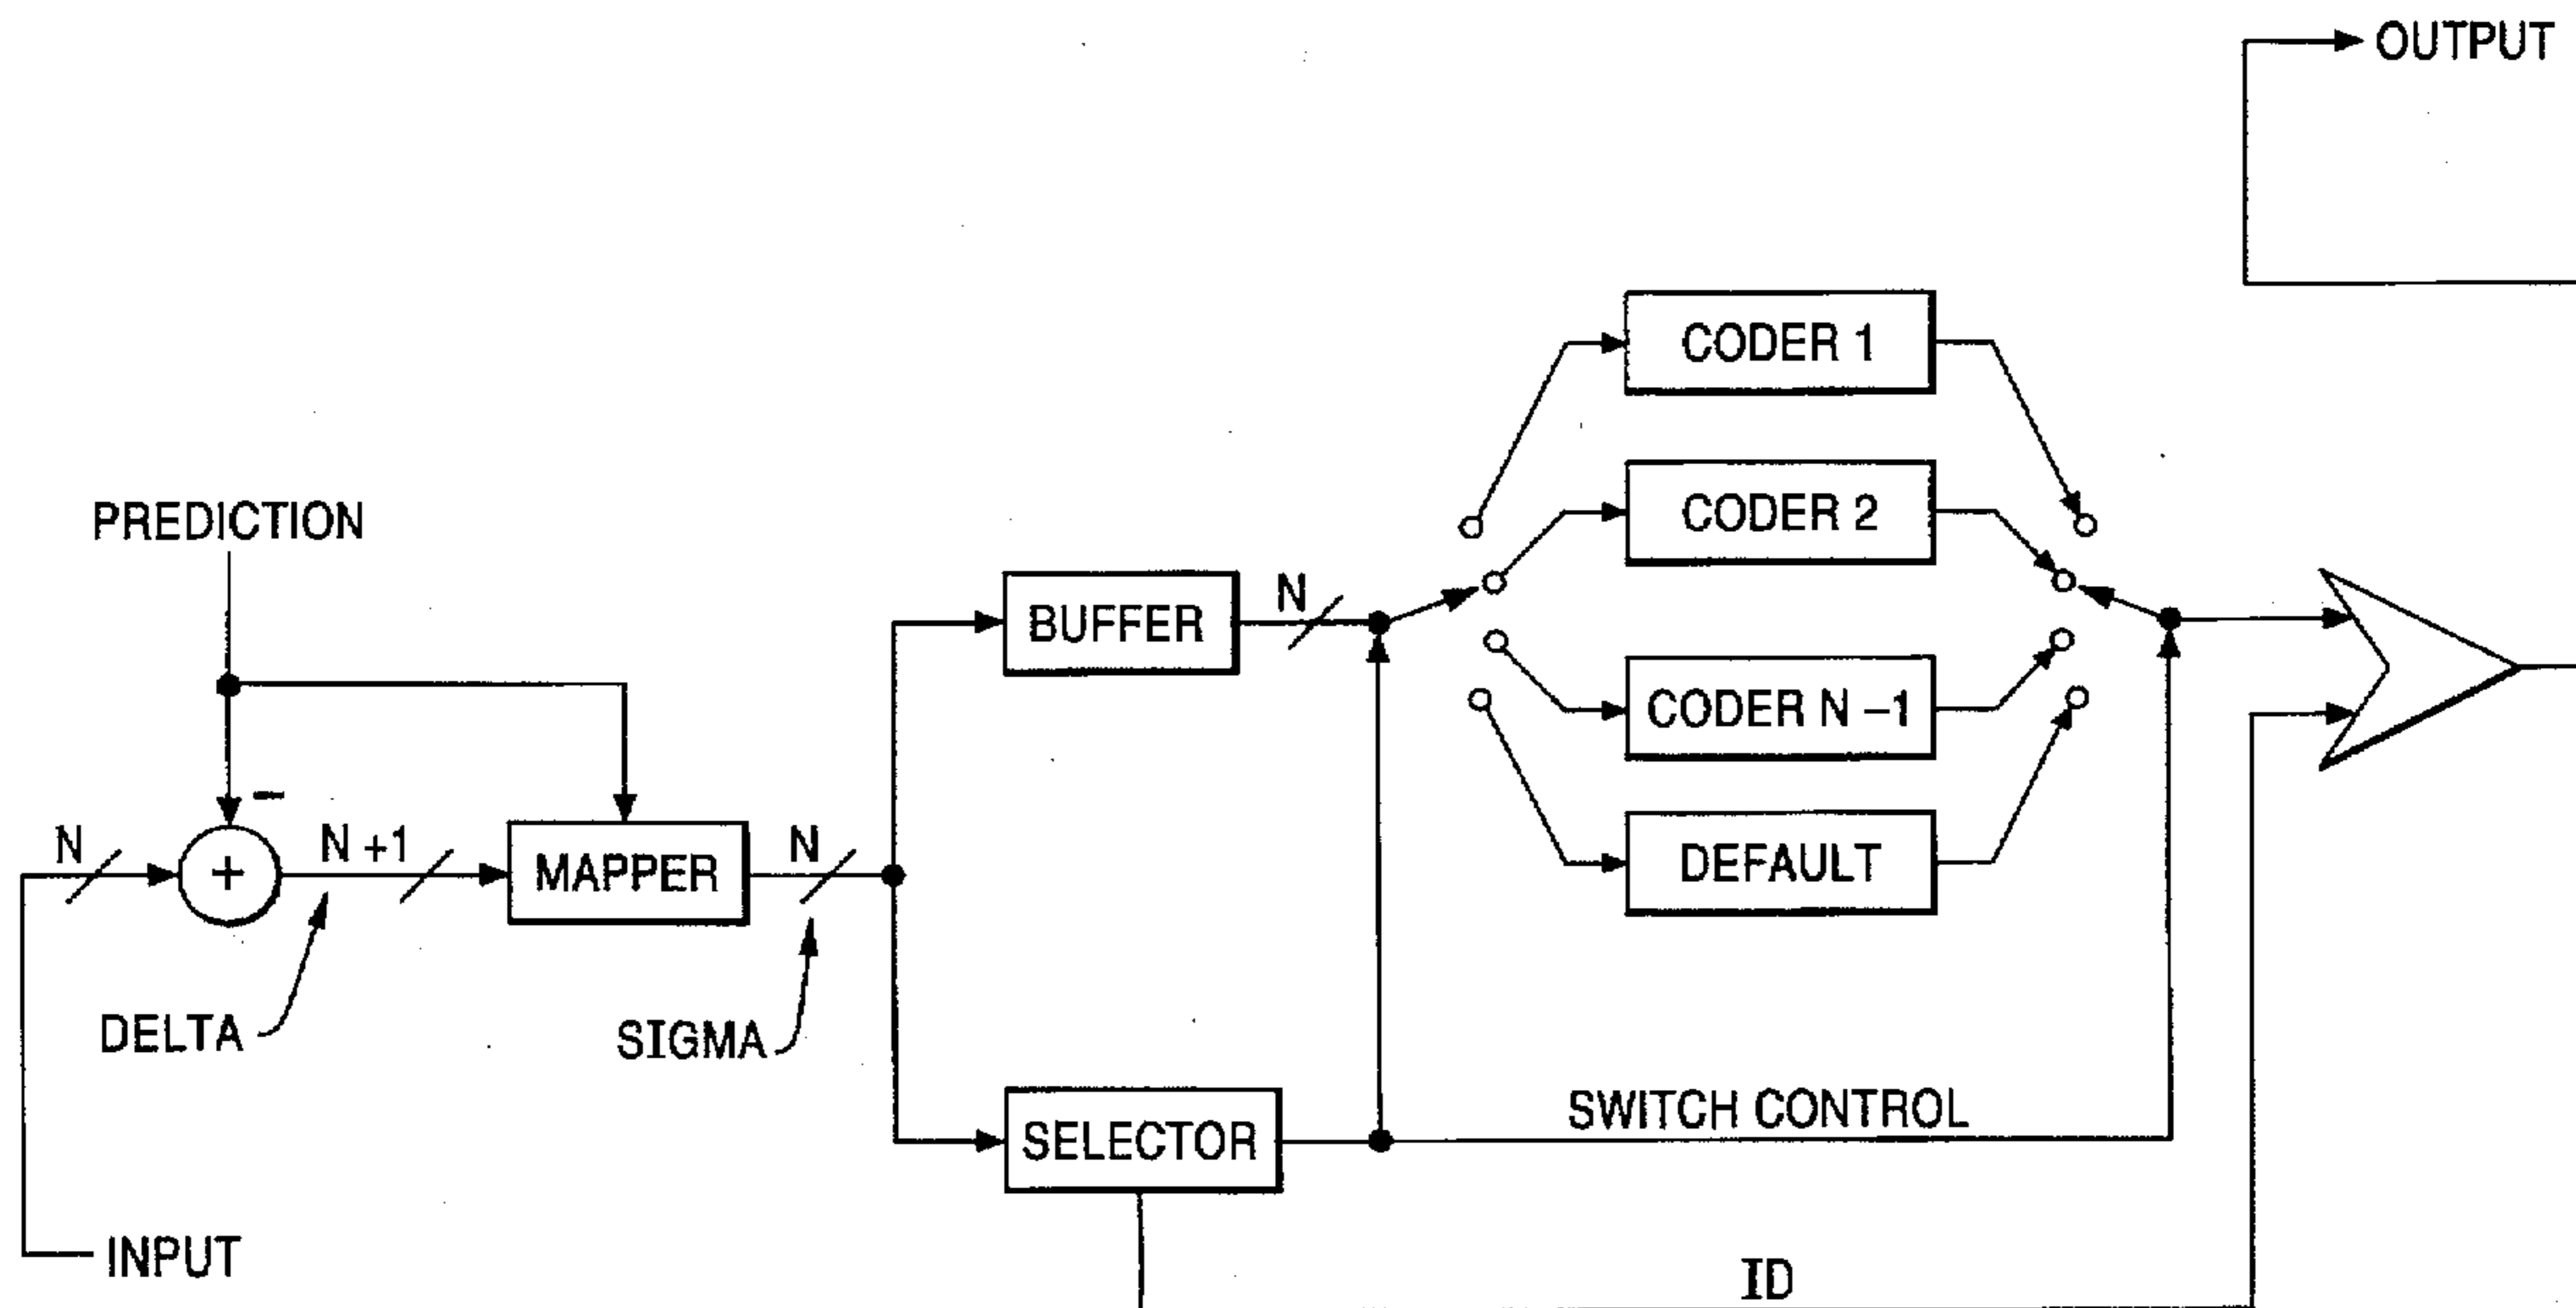 OUTPUT
CODER 1
PREDICTION
CODER 2
BUFFER
N
CODER N –1
–
N
+
N +1
MAPPER
N
DEFAULT
DELTA
SIGMA
SELECTOR
SWITCH CONTROL
INPUT
ID